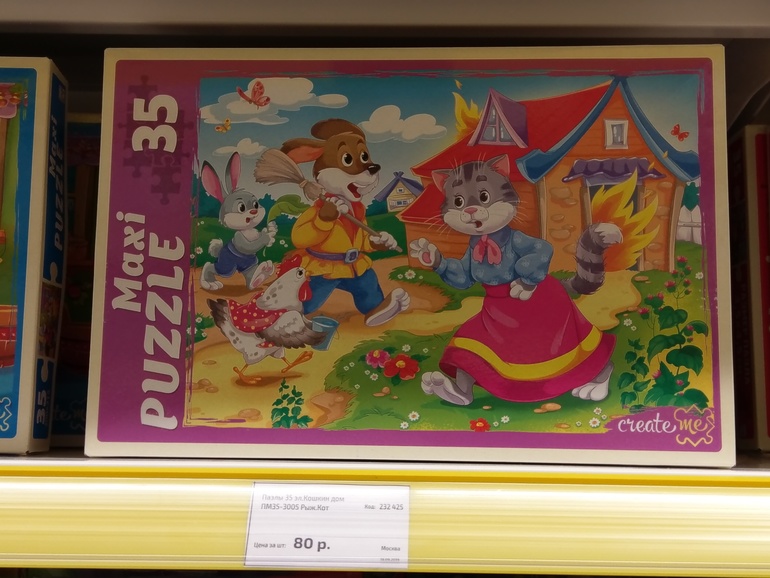 Maxi
PUZZLE
35
create me
Пазлы 35 эл.Кошкин дом.
ПМ35-3005 Рыж.Кот
Код: 232 425
Цена за шт: 80 р.
Москва